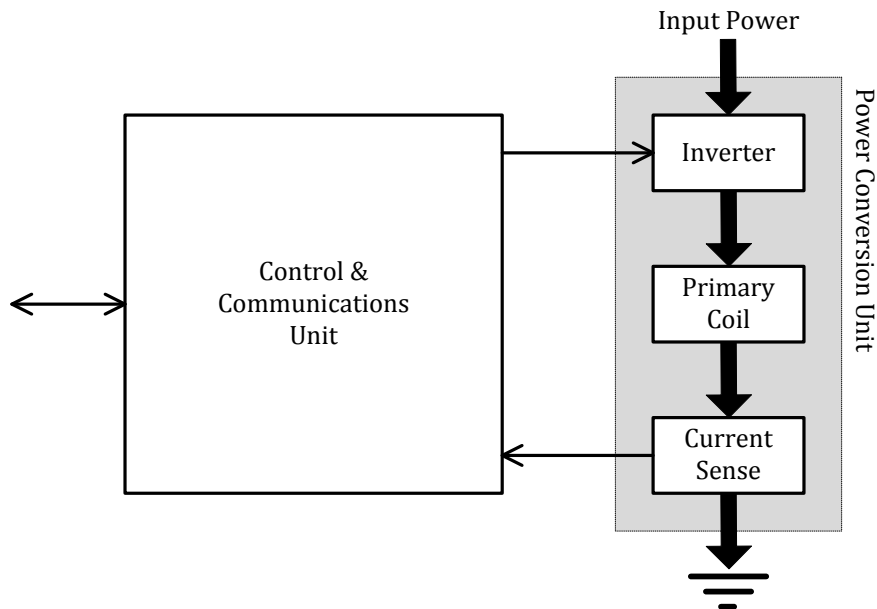 Input Power
Inverter
Control &
Communications
Unit
Primary
Coil
Current
Sense
Power Conversion Unit